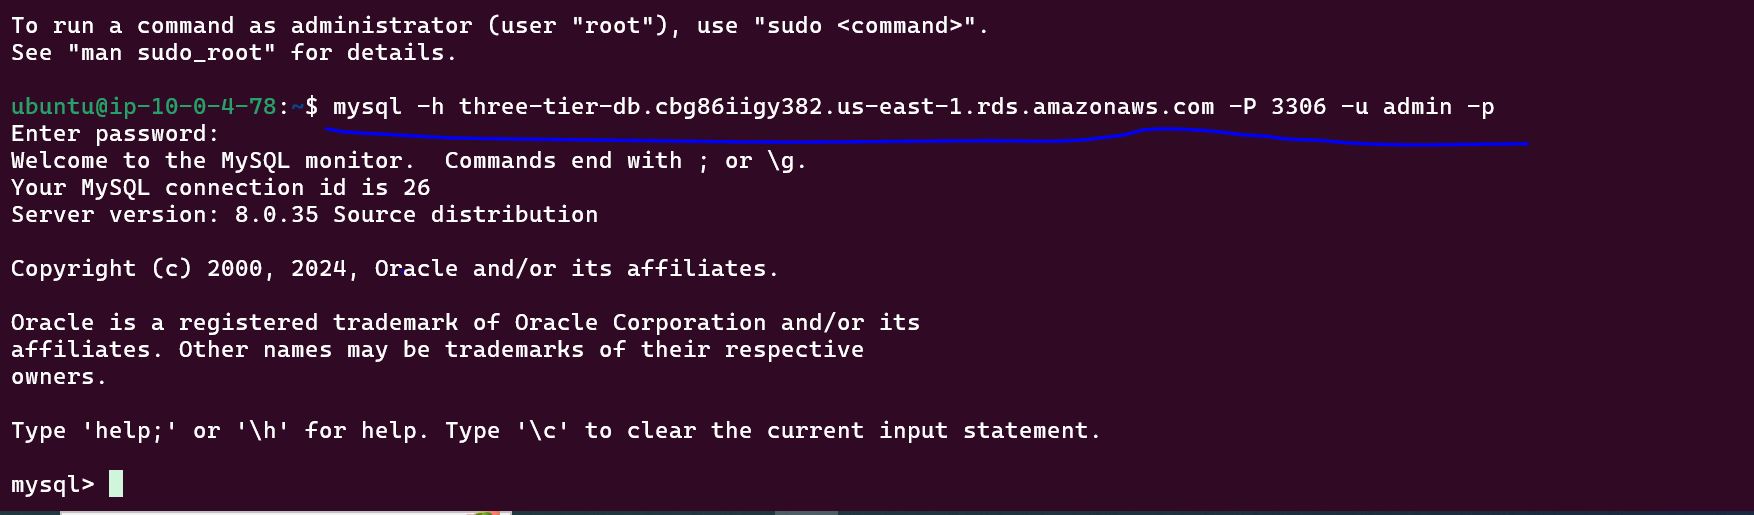 To run a command as administrator (user "root"), use "sudo <command>".
See "man sudo_root" for details.
ubuntu@ip-10-0-4-78:~$ mysql -h three-tier-db.cbg86iigy382.us-east-1.rds.amazonaws.com -P 3306 -u admin -p
Enter password:
Welcome to the MySQL monitor.  Commands end with ; or \g.
Your MySQL connection id is 26
Server version: 8.0.35 Source distribution
Copyright (c) 2000, 2024, Oracle and/or its affiliates.
Oracle is a registered trademark of Oracle Corporation and/or its
affiliates. Other names may be trademarks of their respective
owners.
Type 'help;' or '\h' for help. Type '\c' to clear the current input statement.
mysql>